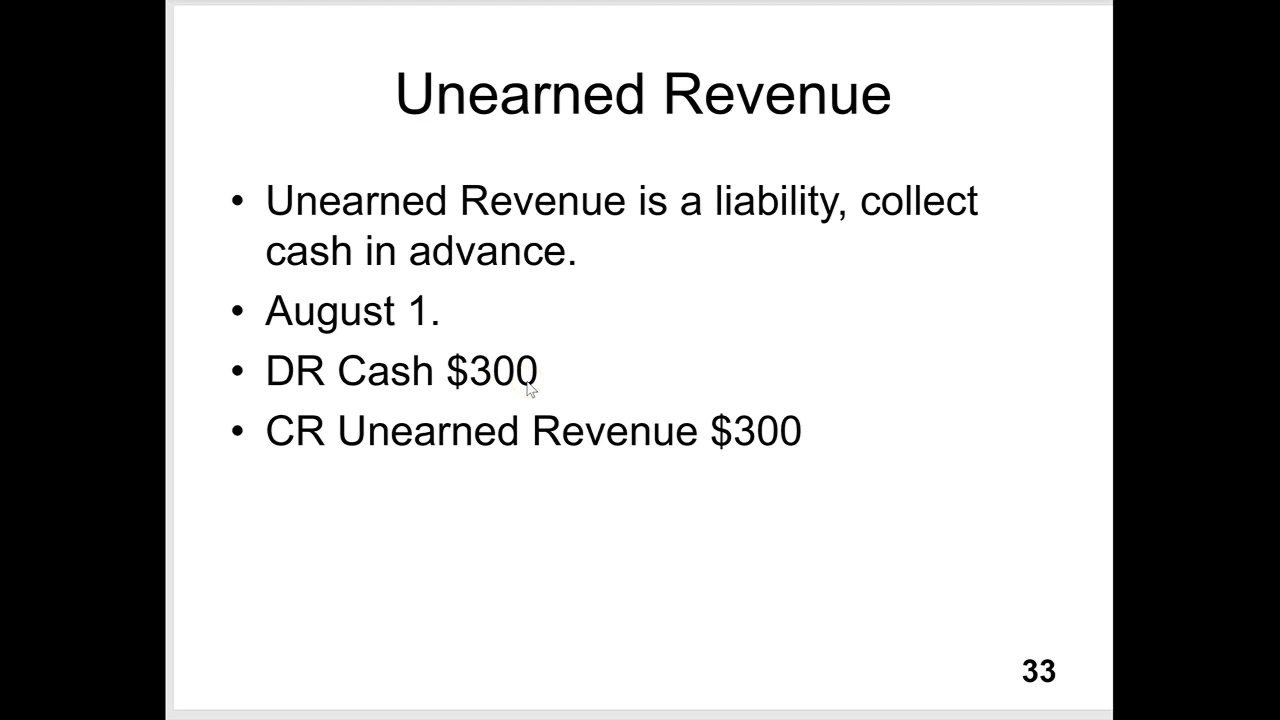 Unearned Revenue
• Unearned Revenue is a liability, collect
cash in advance.
• August 1.
• DR Cash $300
• CR Unearned Revenue $300
33